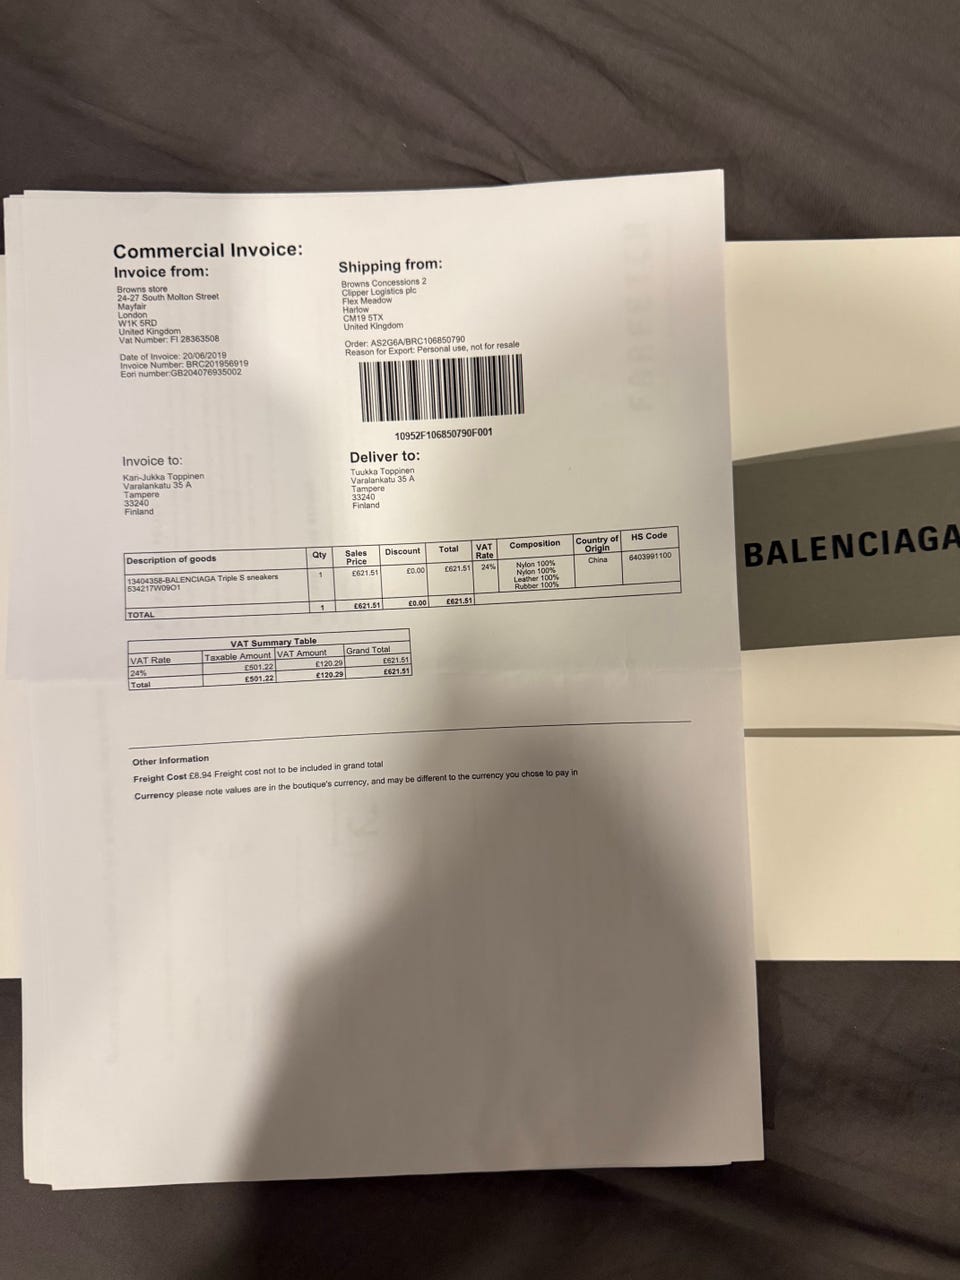 Commercial Invoice:
Invoice from:
Browns store
24-27 South Molton Street
Mayfair
London
W1K 5RD
United Kingdom
Vat Number: FI 28363508
Date of Invoice: 20/06/2019
Invoice Number: BRC201956919
Eori number:GB204076935002
Shipping from:
Browns Concessions 2
Clipper Logistics plc
Flex Meadow
Harlow
CM19 5TX
United Kingdom
Order: AS2G6A/BRC106850790
Reason for Export: Personal use, not for resale
10952F106850790F001
Invoice to:
Kari-Jukka Toppinen
Varalankatu 35 A
Tampere
33240
Finland
Deliver to:
Tuukka Toppinen
Varalankatu 35 A
Tampere
33240
Finland
Description of goods Qty Sales Price Discount Total VAT Rate Composition Country of Origin HS Code
13404358-BALENCIAGA Triple S sneakers 1 £621.51 £0.00 £621.51 24% Nylon 100% China 6403991100
534217W09O1 Nylon 100%
Leather 100%
Rubber 100%
TOTAL 1 £621.51 £0.00 £621.51
VAT Summary Table
VAT Rate Taxable Amount VAT Amount Grand Total
24% £501.22 £120.29 £621.51
Total £501.22 £120.29 £621.51
Other Information
Freight Cost £8.94 Freight cost not to be included in grand total
Currency please note values are in the boutique's currency, and may be different to the currency you chose to pay in
BALENCIAGA